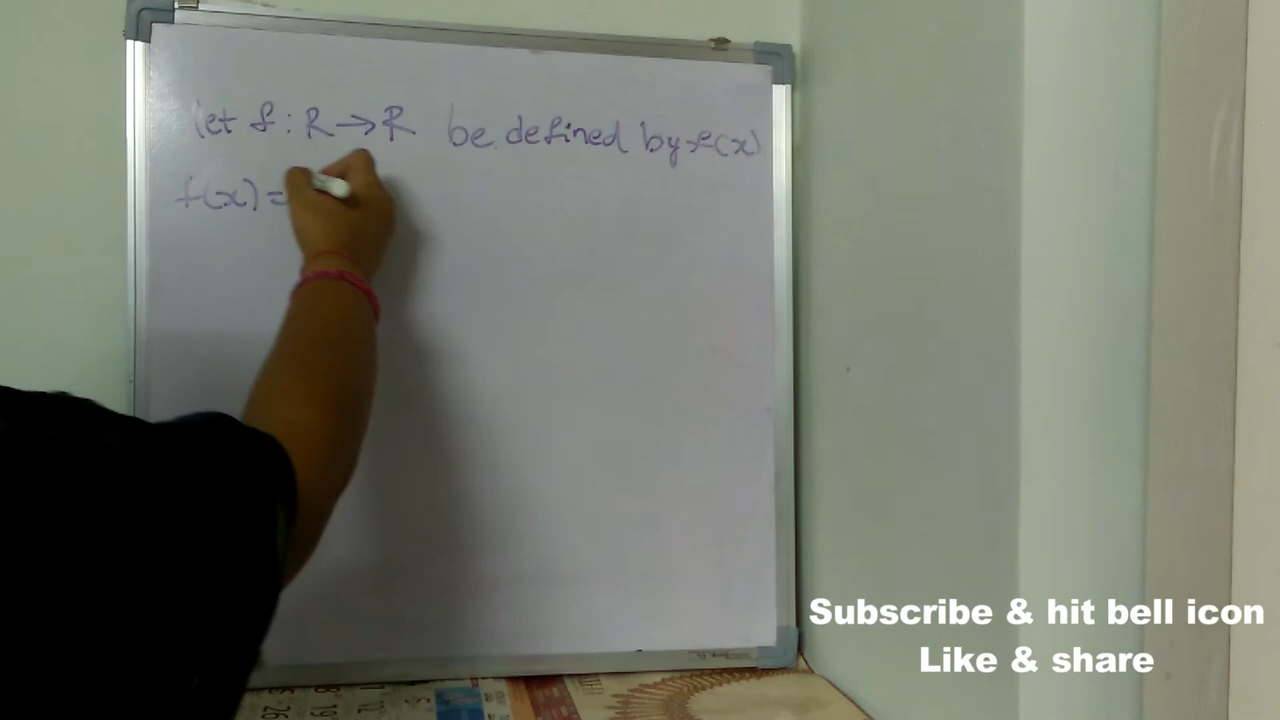 let f : R → R be defined by f(x)
f(x) =
Subscribe & hit bell icon
Like & share